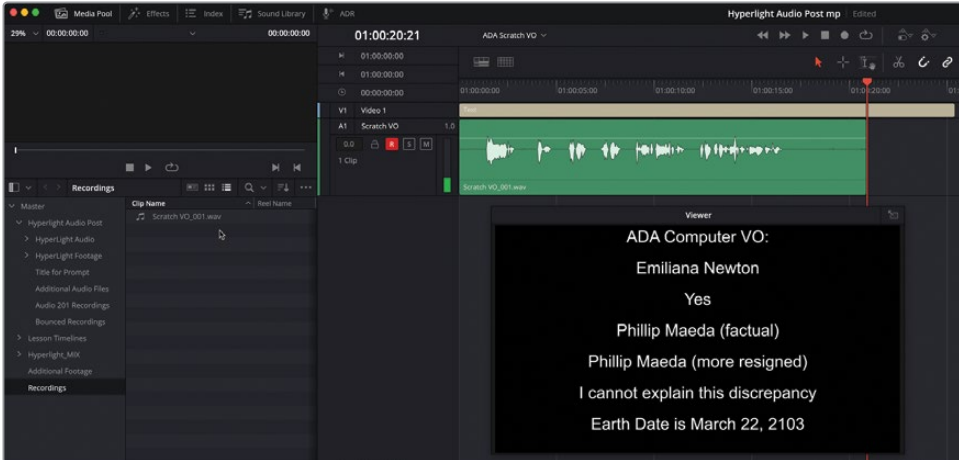 Media Pool Effects Index Sound Library ADR Hyperlight Audio Post mp Edited
29% 00:00:00:00 00:00:00:00 01:00:20:21 ADA Scratch VO
01:00:00:00
01:00:00:00
00:00:00:00 01:00:00:00 01:00:05:00 01:00:10:00 01:00:15:00 01:00:20:00
V1 Video 1 Text
A1 Scratch VO 1.0
0.0 R S M
1 Clip
Scratch VO_001.wav
Recordings
Master Clip Name Reel Name
Hyperlight Audio Post Scratch VO_001.wav
HyperLight Audio
HyperLight Footage
Title for Prompt
Additional Audio Files
Audio 201 Recordings
Bounced Recordings
Lesson Timelines
Hyperlight_MIX
Additional Footage
Recordings
Viewer
ADA Computer VO:
Emiliana Newton
Yes
Phillip Maeda (factual)
Phillip Maeda (more resigned)
I cannot explain this discrepancy
Earth Date is March 22, 2103